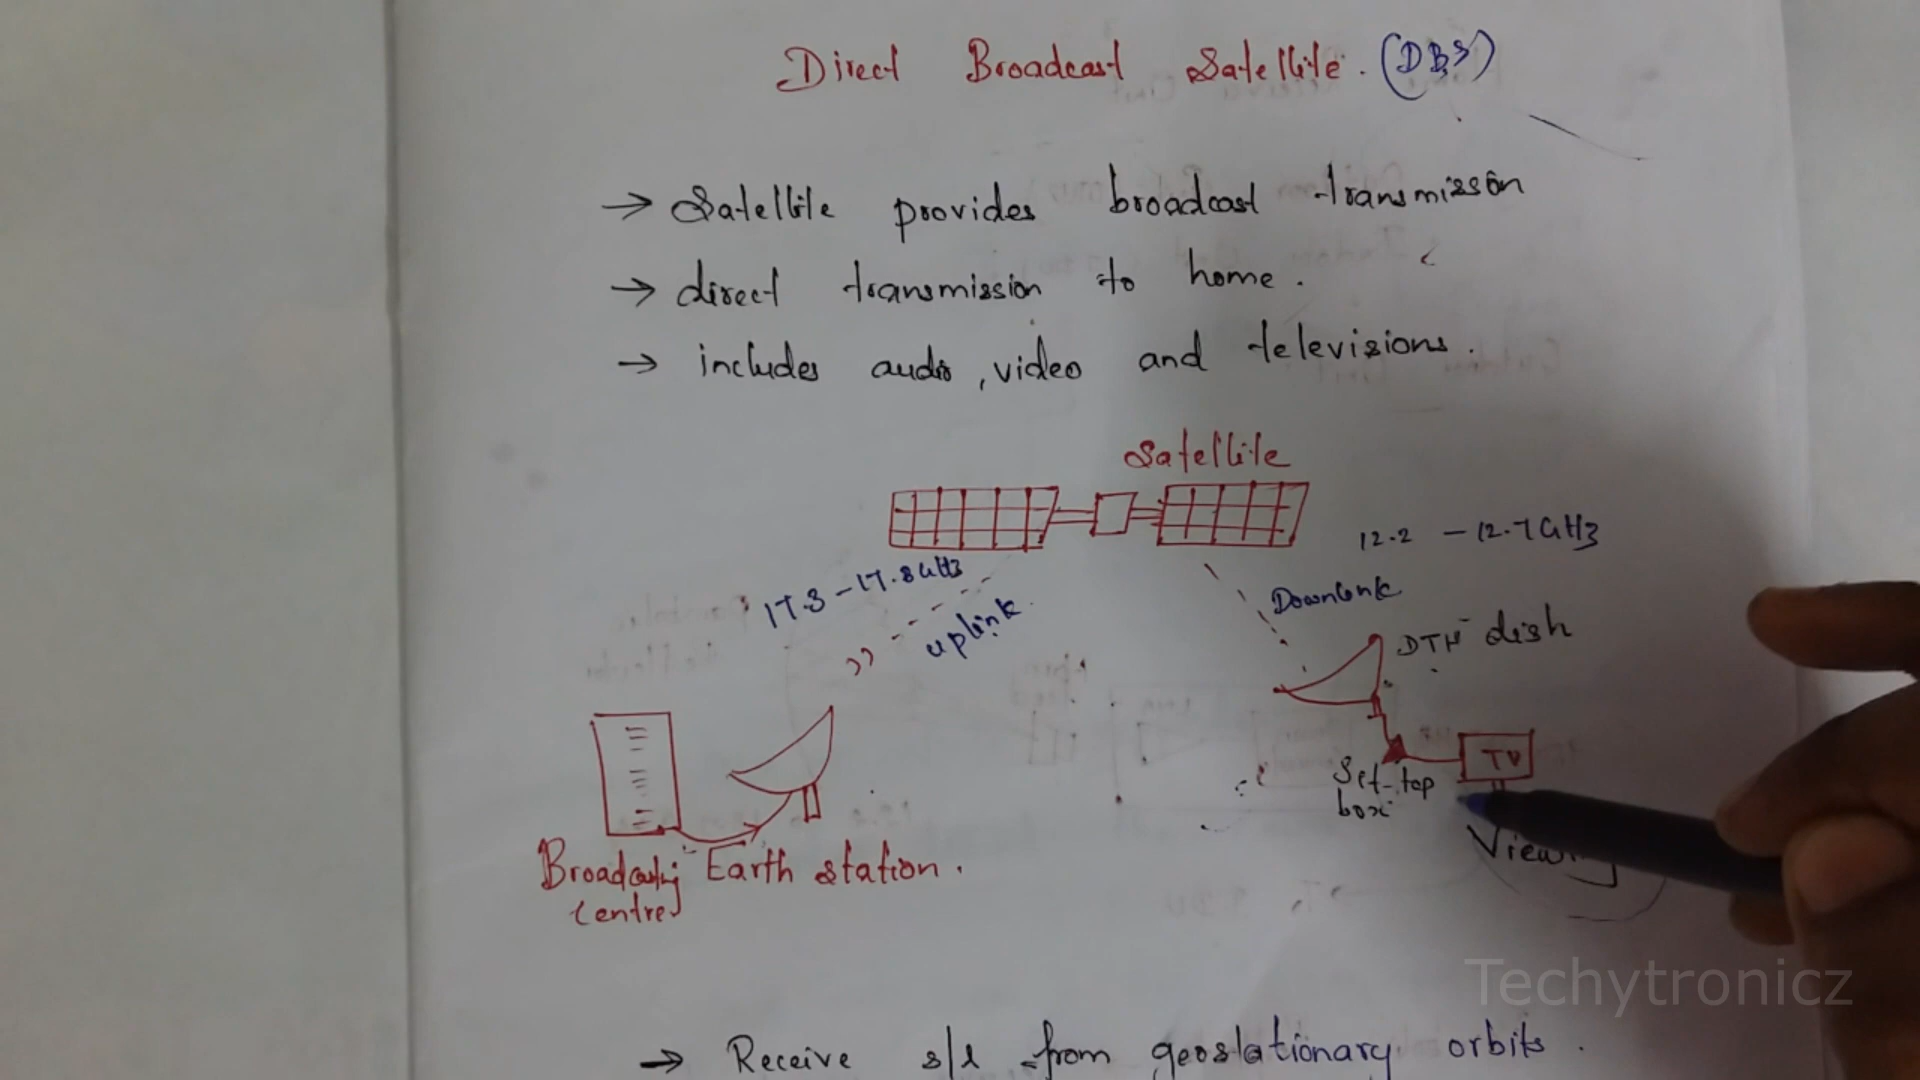 Direct Broadcast Satellite. (DBS)
→ Satellite provides broadcast transmisson
→ direct transmission to home.
→ includes audio, video and televisions.
Satellite
12.2 - 12.7 GHz
17.3 - 17.8 GHz
uplink
Downlink
DTH dish
TV
Set-top
box
Broadcasting Earth station.
centre
Techytronicz
→ Receive s/l from geostationary orbits.